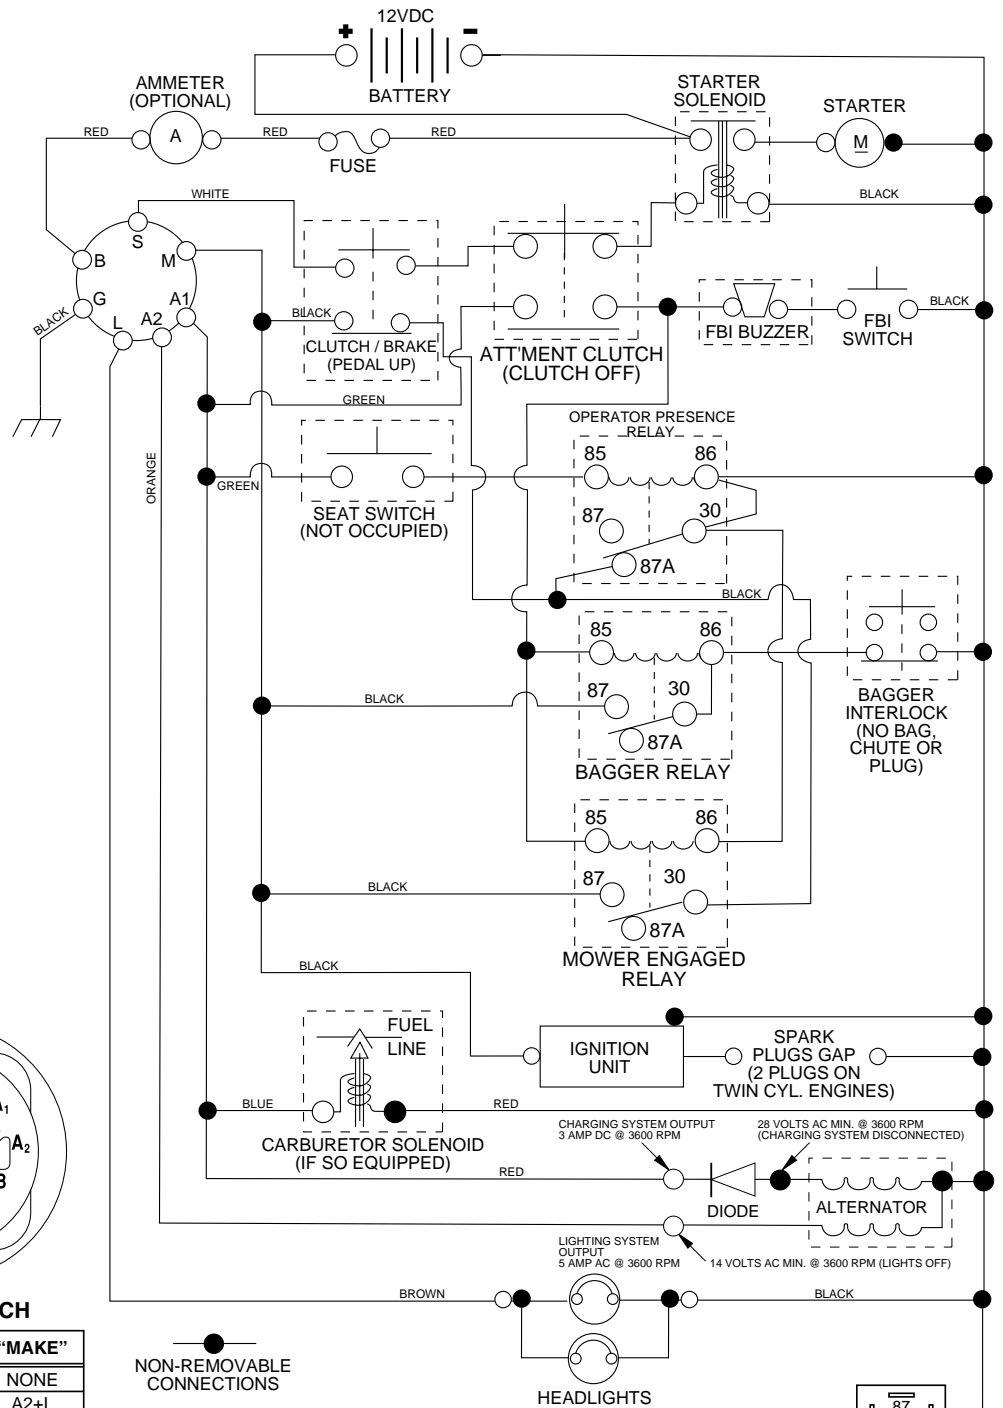 12VDC
+
-
BATTERY
AMMETER
(OPTIONAL)
RED
A
RED
FUSE
RED
STARTER
SOLENOID
STARTER
M
BLACK
WHITE
S
B
M
G
A1
L
A2
BLACK
BLACK
CLUTCH / BRAKE
(PEDAL UP)
ATT'MENT CLUTCH
(CLUTCH OFF)
FBI BUZZER
FBI
SWITCH
BLACK
GREEN
ORANGE
GREEN
SEAT SWITCH
(NOT OCCUPIED)
OPERATOR PRESENCE
RELAY
85
86
87
30
87A
BLACK
85
86
87
30
87A
BAGGER RELAY
BLACK
BAGGER
INTERLOCK
(NO BAG,
CHUTE OR
PLUG)
85
86
87
30
87A
MOWER ENGAGED
RELAY
BLACK
BLACK
FUEL
LINE
IGNITION
UNIT
SPARK
PLUGS GAP
(2 PLUGS ON
TWIN CYL. ENGINES)
BLUE
RED
CARBURETOR SOLENOID
(IF SO EQUIPPED)
CHARGING SYSTEM OUTPUT
3 AMP DC @ 3600 RPM
28 VOLTS AC MIN. @ 3600 RPM
(CHARGING SYSTEM DISCONNECTED)
RED
DIODE
ALTERNATOR
LIGHTING SYSTEM
OUTPUT
5 AMP AC @ 3600 RPM
14 VOLTS AC MIN. @ 3600 RPM (LIGHTS OFF)
BROWN
BLACK
HEADLIGHTS
NON-REMOVABLE
CONNECTIONS
A2
CH
"MAKE"
NONE
A2+L
87